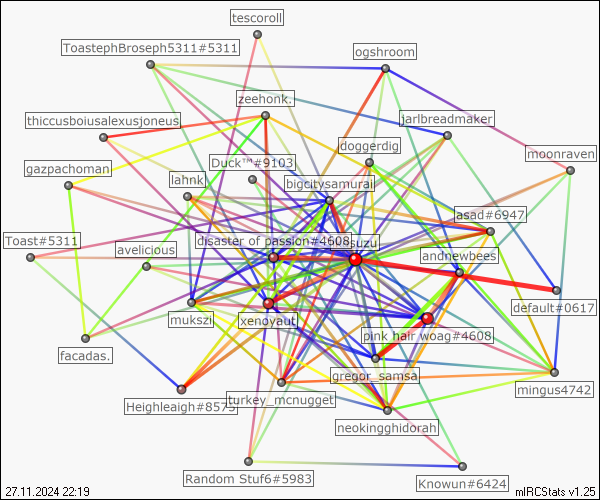 tescoroll
ToastephBroseph5311#5311
ogshroom
zeehonk.
thiccusboiusalexusjoneus
jarlbreadmaker
doggerdig
moonraven
Duck™#9103
gazpachoman
lahnk
bigcitysamurai
asad#6947
Toast#5311
disaster of passion#4608
suzu
avelicious
andnewbees
default#0617
mukszi
xenoyaut
pink hair woag#4608
facadas.
gregor_samsa
mingus4742
Heighleaigh#8575
turkey_mcnugget
neokingghidorah
Random Stuf6#5983
Knowun#6424
27.11.2024 22:19
mIRCStats v1.25